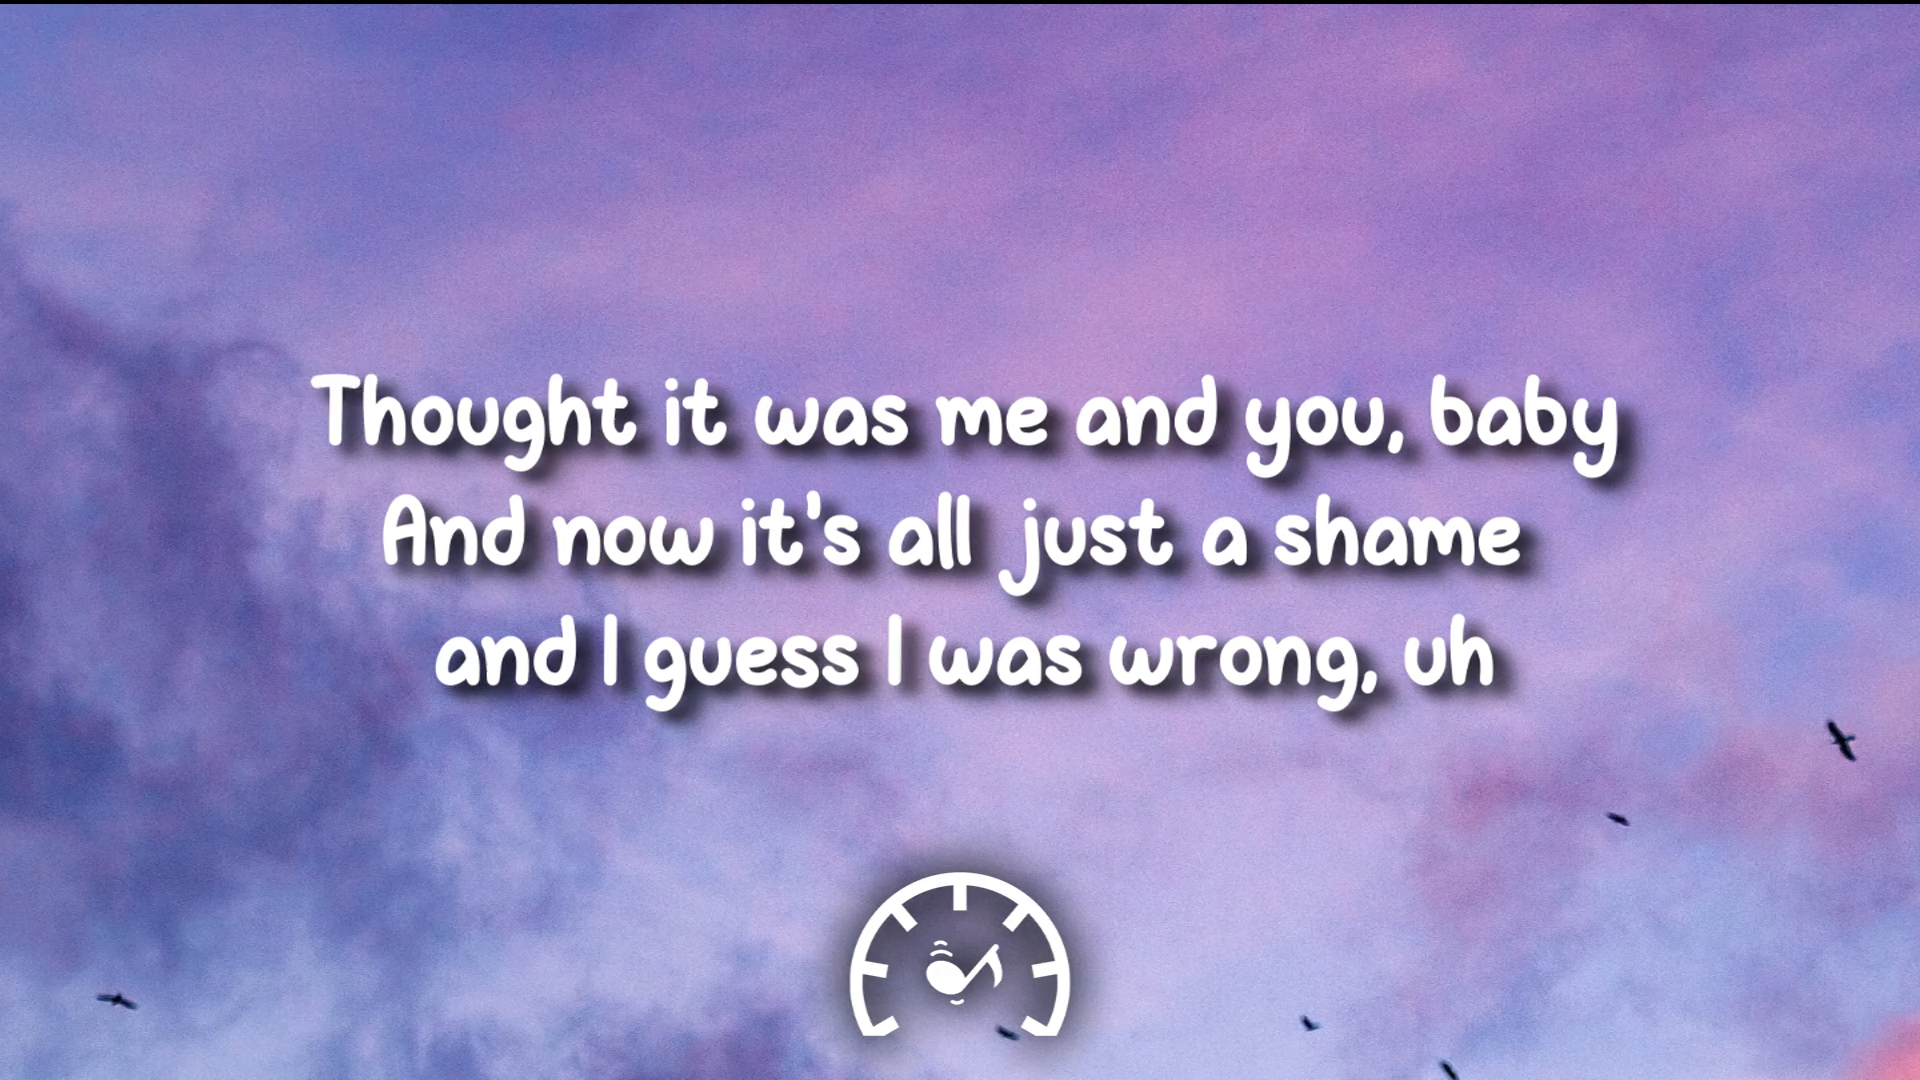 Thought it was me and you, baby
And now it's all just a shame
and I guess I was wrong, uh